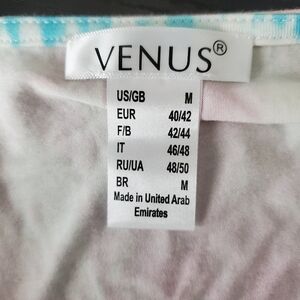 VENUS®
US/GB M
EUR 40/42
F/B 42/44
IT 46/48
RU/UA 48/50
BR M
Made in United Arab
Emirates